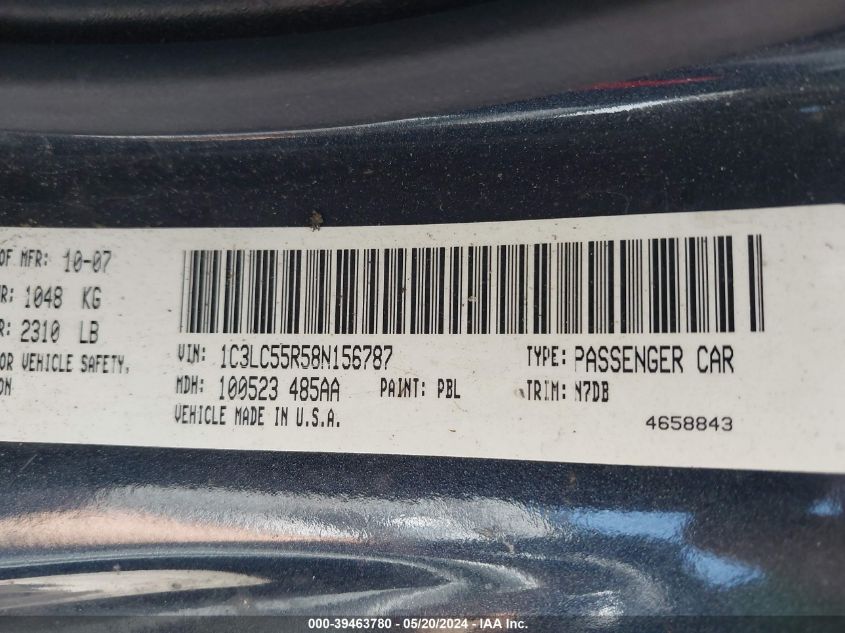 OF MFR: 10-07
R: 1048 KG
R: 2310 LB
OR VEHICLE SAFETY,
ON
VIN: 1C3LC55R58N156787 TYPE: PASSENGER CAR
MDH: 100523 485AA PAINT: PBL TRIM: N7DB
VEHICLE MADE IN U.S.A.
4658843
000-39463780 - 05/20/2024 - IAA Inc.